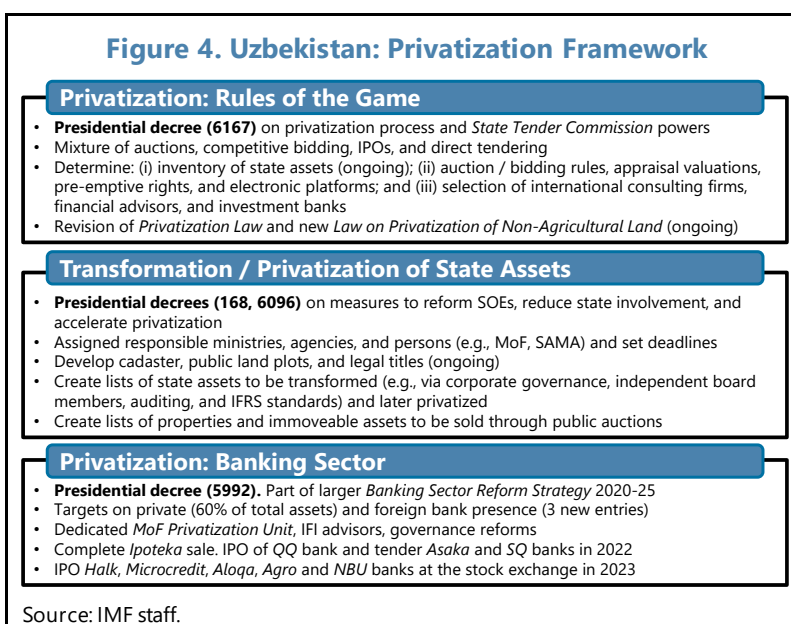 Figure 4. Uzbekistan: Privatization Framework
Privatization: Rules of the Game
• Presidential decree (6167) on privatization process and State Tender Commission powers
• Mixture of auctions, competitive bidding, IPOs, and direct tendering
• Determine: (i) inventory of state assets (ongoing); (ii) auction / bidding rules, appraisal valuations,
pre-emptive rights, and electronic platforms; and (iii) selection of international consulting firms,
financial advisors, and investment banks
• Revision of Privatization Law and new Law on Privatization of Non-Agricultural Land (ongoing)
Transformation / Privatization of State Assets
• Presidential decrees (168, 6096) on measures to reform SOEs, reduce state involvement, and
accelerate privatization
• Assigned responsible ministries, agencies, and persons (e.g., MoF, SAMA) and set deadlines
• Develop cadaster, public land plots, and legal titles (ongoing)
• Create lists of state assets to be transformed (e.g., via corporate governance, independent board
members, auditing, and IFRS standards) and later privatized
• Create lists of properties and immoveable assets to be sold through public auctions
Privatization: Banking Sector
• Presidential decree (5992). Part of larger Banking Sector Reform Strategy 2020-25
• Targets on private (60% of total assets) and foreign bank presence (3 new entries)
• Dedicated MoF Privatization Unit, IFI advisors, governance reforms
• Complete Ipoteka sale. IPO of QQ bank and tender Asaka and SQ banks in 2022
• IPO Halk, Microcredit, Aloqa, Agro and NBU banks at the stock exchange in 2023
Source: IMF staff.